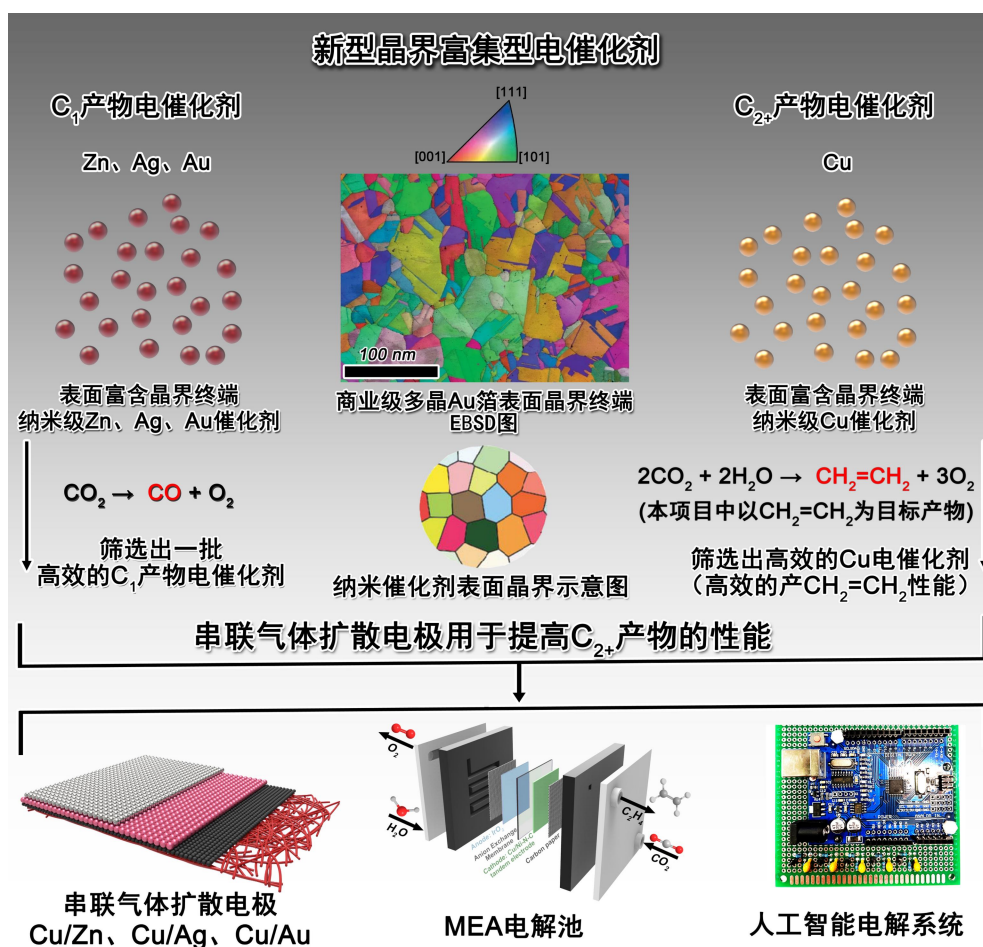 新型晶界富集型电催化剂
C₁产物电催化剂
Zn、Ag、Au
表面富含晶界终端
纳米级Zn、Ag、Au催化剂
CO₂ → CO + O₂
筛选出一批
高效的C₁产物电催化剂
[111]
[001]
[101]
100 nm
商业级多晶Au箔表面晶界终端
EBSD图
纳米催化剂表面晶界示意图
C₂₊产物电催化剂
Cu
表面富含晶界终端
纳米级Cu催化剂
2CO₂ + 2H₂O → CH₂=CH₂ + 3O₂
(本项目中以CH₂=CH₂为目标产物)
筛选出高效的Cu电催化剂
（高效的产CH₂=CH₂性能）
串联气体扩散电极用于提高C₂₊产物的性能
串联气体扩散电极
Cu/Zn、Cu/Ag、Cu/Au
O₂
H₂O
Anion Exchange
Membrane
tandem electrode
Carbon paper
CO₂
MEA电解池
人工智能电解系统